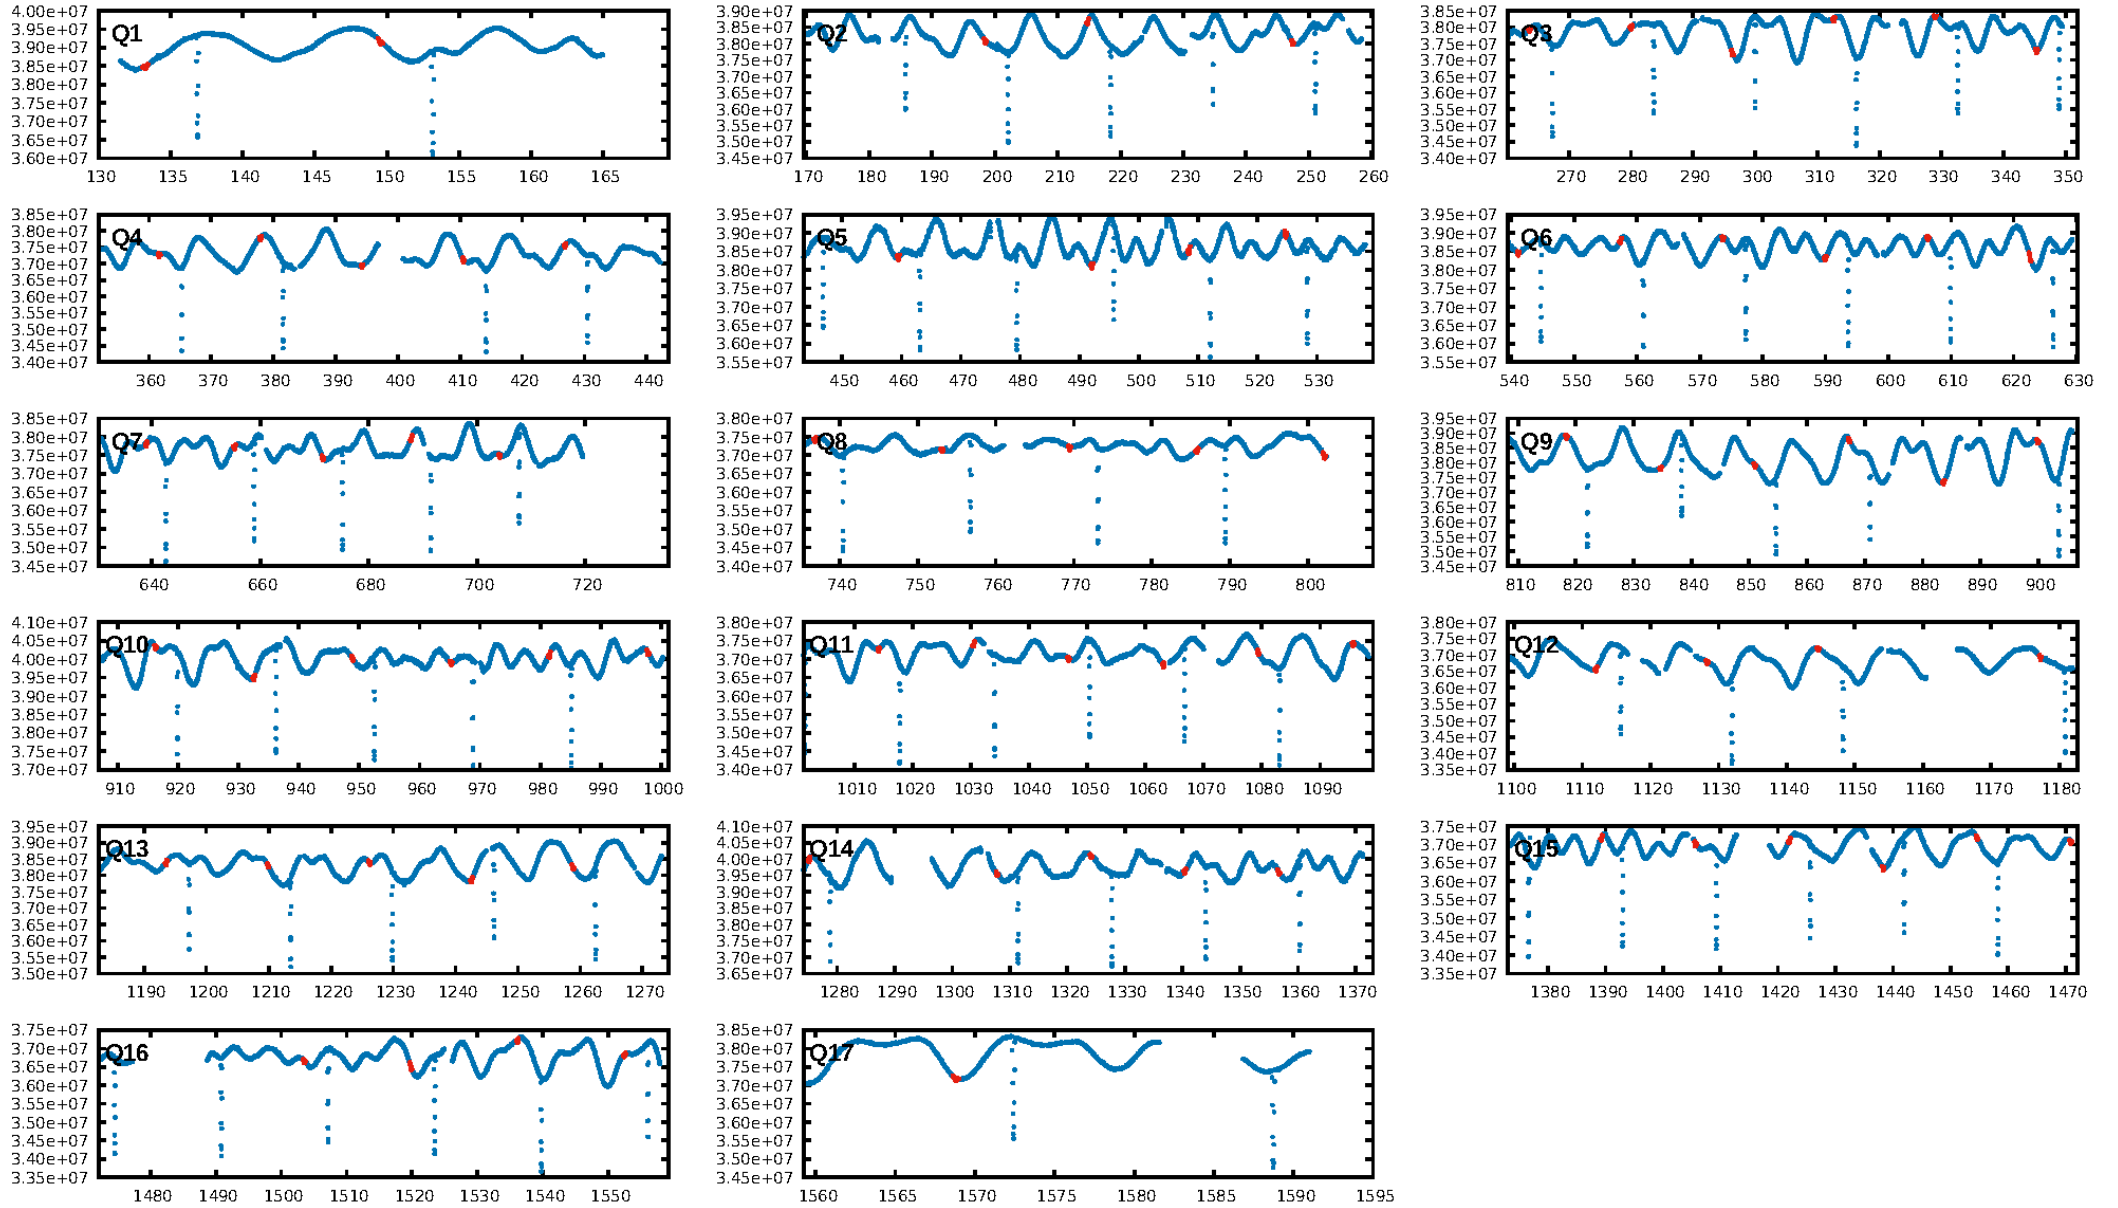 4.00e+07
3.95e+07
3.90e+07
3.85e+07
3.80e+07
3.75e+07
3.70e+07
3.65e+07
3.60e+07
Q1
130 135 140 145 150 155 160 165
3.90e+07
3.85e+07
3.80e+07
3.75e+07
3.70e+07
3.65e+07
3.60e+07
3.55e+07
3.50e+07
3.45e+07
Q2
170 180 190 200 210 220 230 240 250 260
3.85e+07
3.80e+07
3.75e+07
3.70e+07
3.65e+07
3.60e+07
3.55e+07
3.50e+07
3.45e+07
3.40e+07
Q3
270 280 290 300 310 320 330 340 350
3.85e+07
3.80e+07
3.75e+07
3.70e+07
3.65e+07
3.60e+07
3.55e+07
3.50e+07
3.45e+07
3.40e+07
Q4
360 370 380 390 400 410 420 430 440
3.95e+07
3.90e+07
3.85e+07
3.80e+07
3.75e+07
3.70e+07
3.65e+07
3.60e+07
3.55e+07
Q5
450 460 470 480 490 500 510 520 530
3.95e+07
3.90e+07
3.85e+07
3.80e+07
3.75e+07
3.70e+07
3.65e+07
3.60e+07
3.55e+07
Q6
540 550 560 570 580 590 600 610 620 630
3.85e+07
3.80e+07
3.75e+07
3.70e+07
3.65e+07
3.60e+07
3.55e+07
3.50e+07
3.45e+07
Q7
640 660 680 700 720
3.80e+07
3.75e+07
3.70e+07
3.65e+07
3.60e+07
3.55e+07
3.50e+07
3.45e+07
3.40e+07
Q8
740 750 760 770 780 790 800
3.95e+07
3.90e+07
3.85e+07
3.80e+07
3.75e+07
3.70e+07
3.65e+07
3.60e+07
3.55e+07
3.50e+07
3.45e+07
Q9
810 820 830 840 850 860 870 880 890 900
4.10e+07
4.05e+07
4.00e+07
3.95e+07
3.90e+07
3.85e+07
3.80e+07
3.75e+07
3.70e+07
Q10
910 920 930 940 950 960 970 980 990 1000
3.80e+07
3.75e+07
3.70e+07
3.65e+07
3.60e+07
3.55e+07
3.50e+07
3.45e+07
3.40e+07
Q11
1010 1020 1030 1040 1050 1060 1070 1080 1090
3.80e+07
3.75e+07
3.70e+07
3.65e+07
3.60e+07
3.55e+07
3.50e+07
3.45e+07
3.40e+07
3.35e+07
Q12
1100 1110 1120 1130 1140 1150 1160 1170 1180
3.95e+07
3.90e+07
3.85e+07
3.80e+07
3.75e+07
3.70e+07
3.65e+07
3.60e+07
3.55e+07
3.50e+07
Q13
1190 1200 1210 1220 1230 1240 1250 1260 1270
4.10e+07
4.05e+07
4.00e+07
3.95e+07
3.90e+07
3.85e+07
3.80e+07
3.75e+07
3.70e+07
3.65e+07
Q14
1280 1290 1300 1310 1320 1330 1340 1350 1360 1370
3.75e+07
3.70e+07
3.65e+07
3.60e+07
3.55e+07
3.50e+07
3.45e+07
3.40e+07
3.35e+07
Q15
1380 1390 1400 1410 1420 1430 1440 1450 1460 1470
3.75e+07
3.70e+07
3.65e+07
3.60e+07
3.55e+07
3.50e+07
3.45e+07
3.40e+07
3.35e+07
Q16
1480 1490 1500 1510 1520 1530 1540 1550
3.85e+07
3.80e+07
3.75e+07
3.70e+07
3.65e+07
3.60e+07
3.55e+07
3.50e+07
3.45e+07
Q17
1560 1565 1570 1575 1580 1585 1590 1595